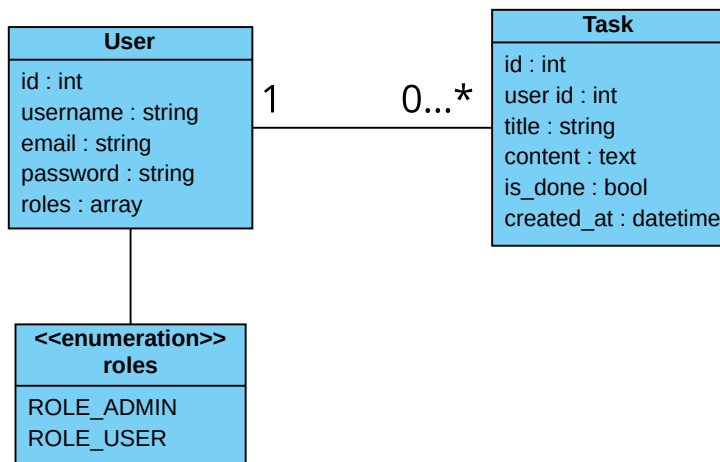 User
id : int
username : string
email : string
password : string
roles : array
1
0...*
Task
id : int
user id : int
title : string
content : text
is_done : bool
created_at : datetime
<<enumeration>>
roles
ROLE_ADMIN
ROLE_USER